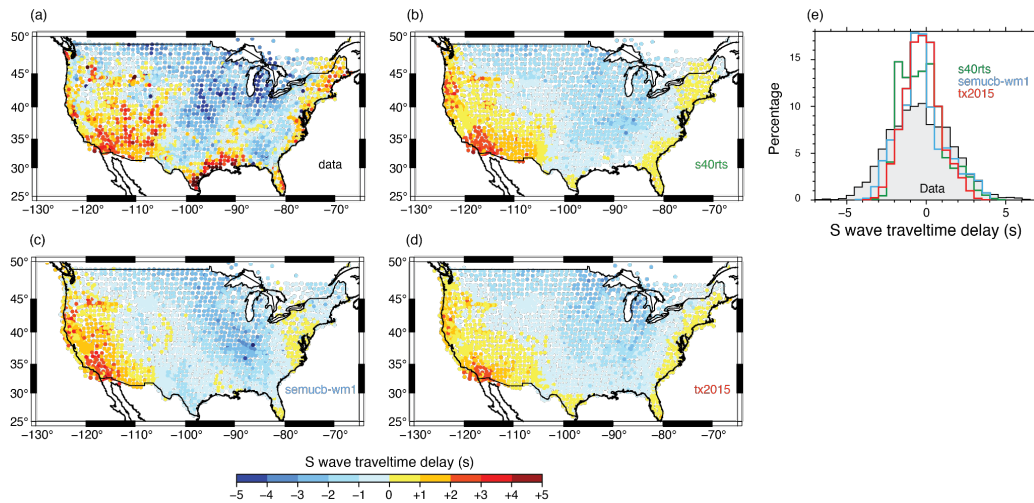 (a)
50°
45°
40°
35°
30°
25°
data
−130° −120° −110° −100° −90° −80° −70°
(b)
50°
45°
40°
35°
30°
25°
s40rts
−130° −120° −110° −100° −90° −80° −70°
(e)
Percentage
15
10
5
0
s40rts
semucb-wm1
tx2015
Data
−5 0 5
S wave traveltime delay (s)
(c)
50°
45°
40°
35°
30°
25°
semucb-wm1
−130° −120° −110° −100° −90° −80° −70°
(d)
50°
45°
40°
35°
30°
25°
tx2015
−130° −120° −110° −100° −90° −80° −70°
S wave traveltime delay (s)
−5 −4 −3 −2 −1 0 +1 +2 +3 +4 +5